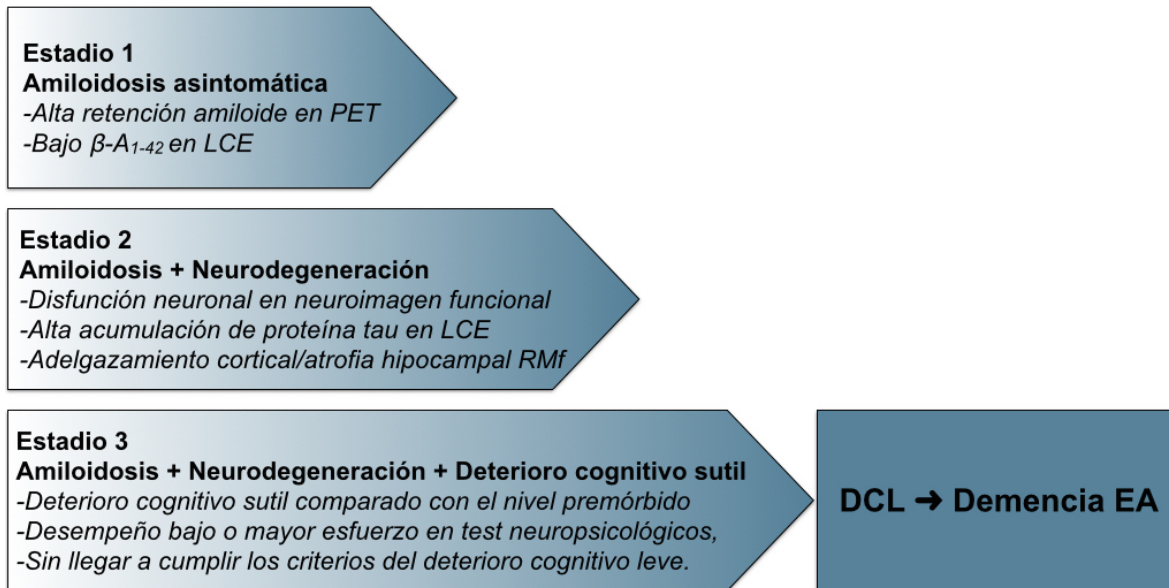 Estadio 1
Amiloidosis asintomática
-Alta retención amiloide en PET
-Bajo β-A1-42 en LCE
Estadio 2
Amiloidosis + Neurodegeneración
-Disfunción neuronal en neuroimagen funcional
-Alta acumulación de proteína tau en LCE
-Adelgazamiento cortical/atrofia hipocampal RMf
Estadio 3
Amiloidosis + Neurodegeneración + Deterioro cognitivo sutil
-Deterioro cognitivo sutil comparado con el nivel premórbido
-Desempeño bajo o mayor esfuerzo en test neuropsicológicos,
-Sin llegar a cumplir los criterios del deterioro cognitivo leve.
DCL ➔ Demencia EA